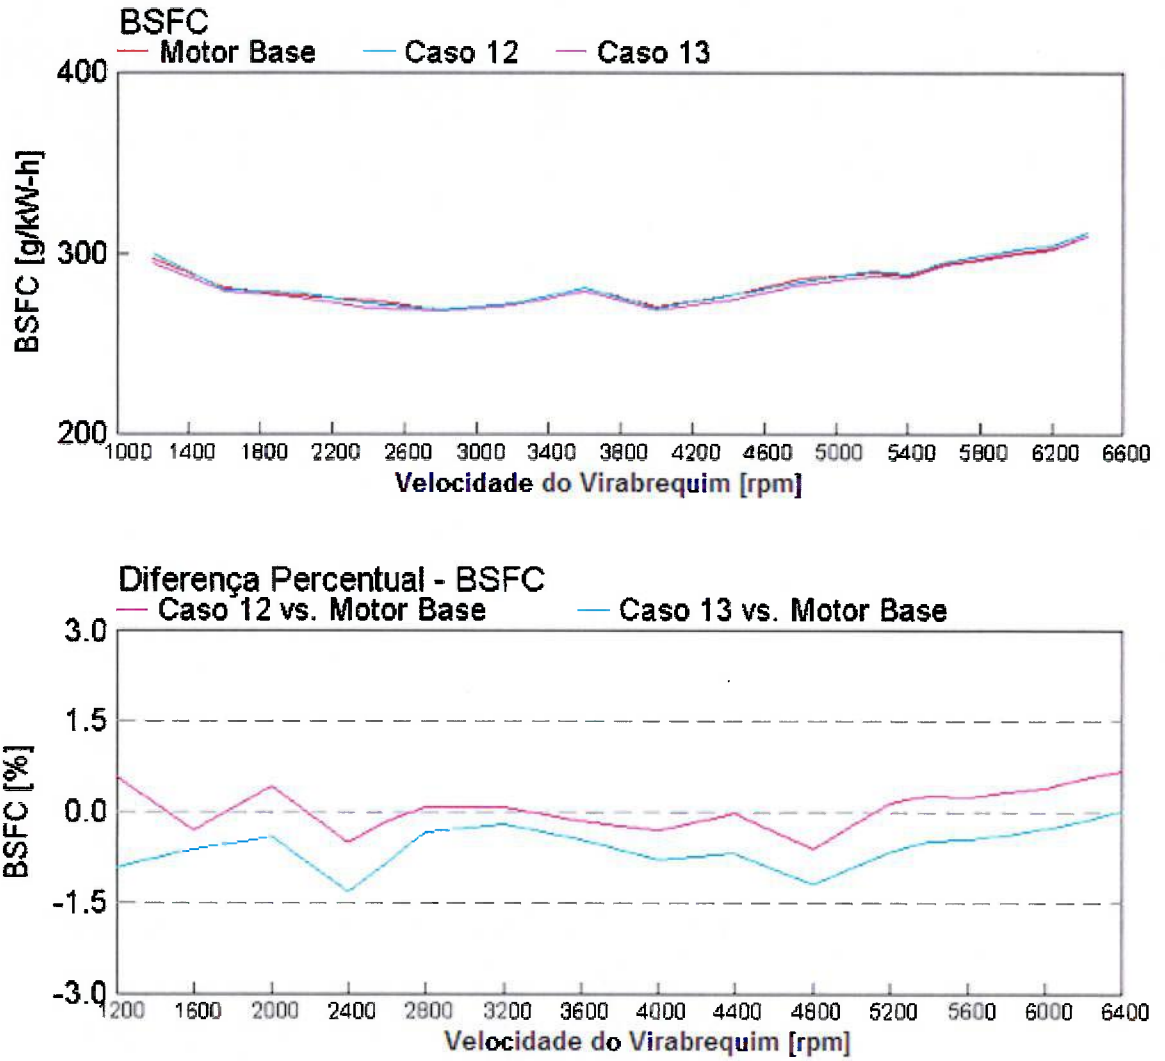 BSFC
Motor Base Caso 12 Caso 13
400
300
200
BSFC [g/kW-h]
1000 1400 1800 2200 2600 3000 3400 3800 4200 4600 5000 5400 5800 6200 6600
Velocidade do Virabrequim [rpm]
Diferença Percentual - BSFC
Caso 12 vs. Motor Base Caso 13 vs. Motor Base
3.0
1.5
0.0
-1.5
-3.0
BSFC [%]
1200 1600 2000 2400 2800 3200 3600 4000 4400 4800 5200 5600 6000 6400
Velocidade do Virabrequim [rpm]